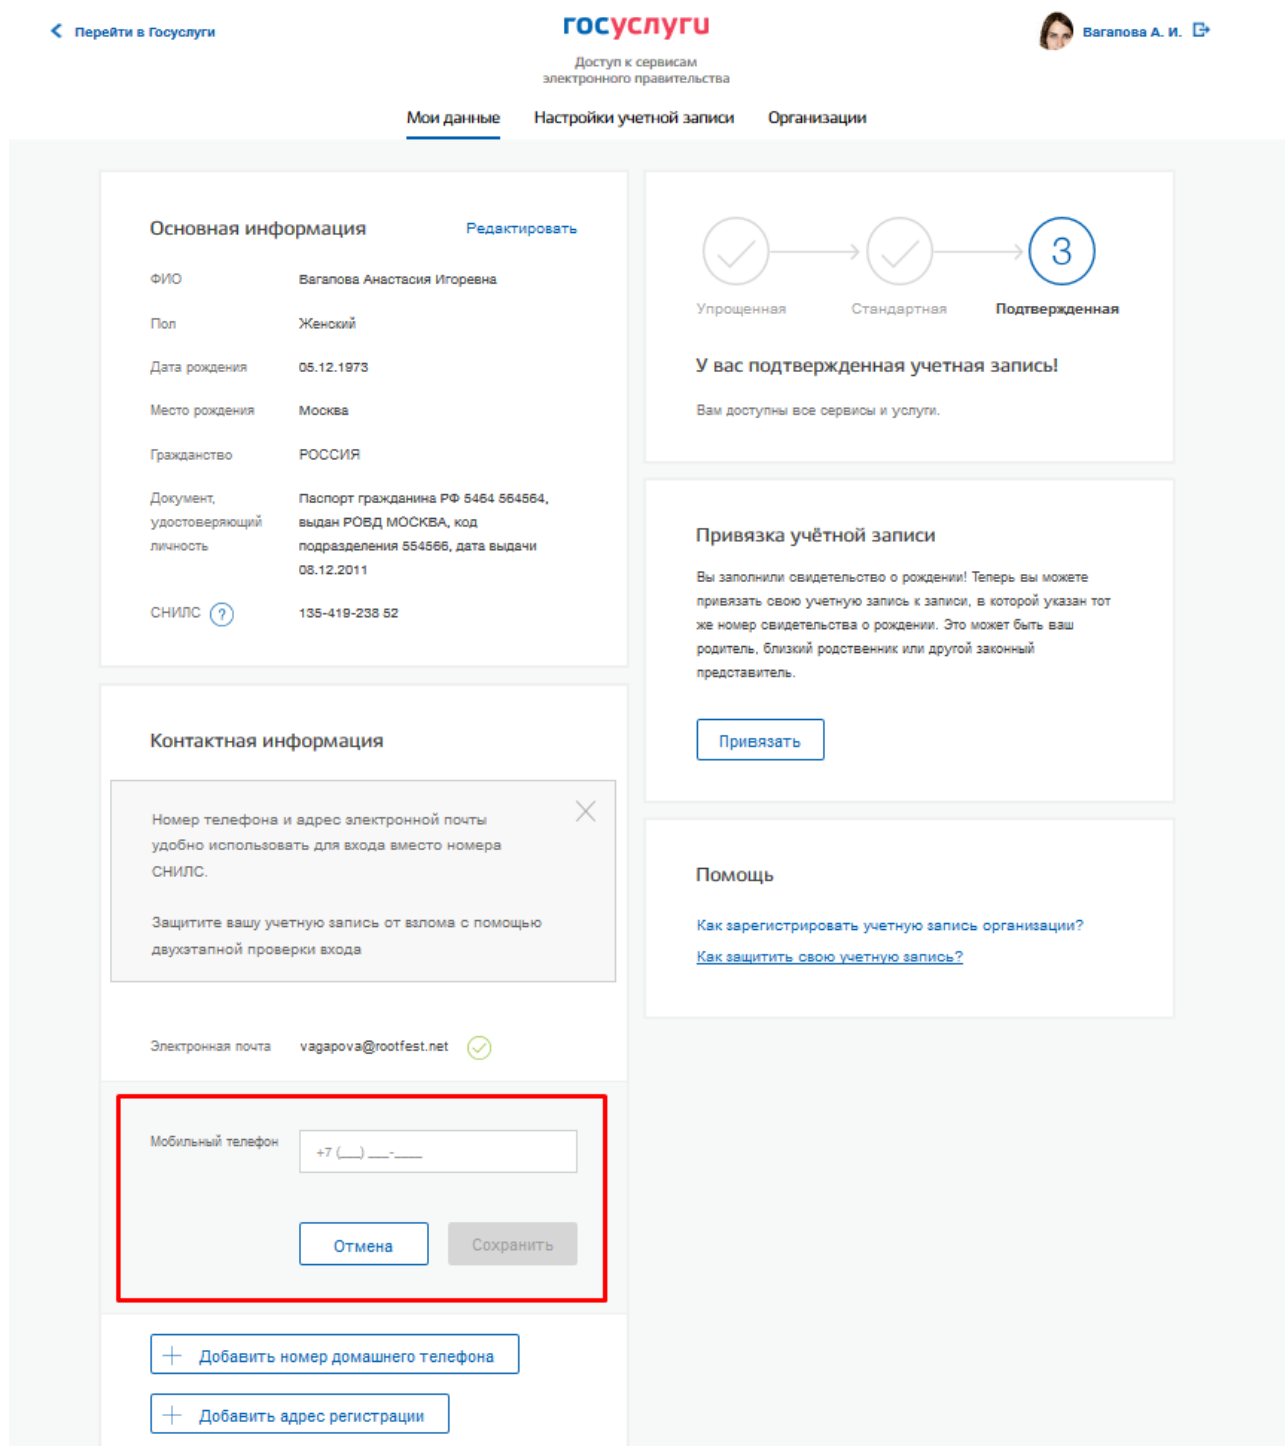 Перейти в Госуслуги
госуслуги
Вагапова А. И.
Доступ к сервисам
электронного правительства
Мои данные
Настройки учетной записи
Организации
Основная информация
Редактировать
ФИО
Вагапова Анастасия Игоревна
Пол
Женский
Дата рождения
05.12.1973
Место рождения
Москва
Гражданство
РОССИЯ
Документ,
удостоверяющий
личность
Паспорт гражданина РФ 5464 564564,
выдан РОВД МОСКВА, код
подразделения 554566, дата выдачи
08.12.2011
СНИЛС ?
135-419-238 52
3
Упрощенная
Стандартная
Подтвержденная
У вас подтвержденная учетная запись!
Вам доступны все сервисы и услуги.
Привязка учётной записи
Вы заполнили свидетельство о рождении! Теперь вы можете
привязать свою учетную запись к записи, в которой указан тот
же номер свидетельства о рождении. Это может быть ваш
родитель, близкий родственник или другой законный
представитель.
Привязать
Контактная информация
Номер телефона и адрес электронной почты
удобно использовать для входа вместо номера
СНИЛС.
Защитите вашу учетную запись от взлома с помощью
двухэтапной проверки входа
Электронная почта
vagapova@rootfest.net
Мобильный телефон
+7 (___) ___-____
Отмена
Сохранить
Добавить номер домашнего телефона
Добавить адрес регистрации
Помощь
Как зарегистрировать учетную запись организации?
Как защитить свою учетную запись?